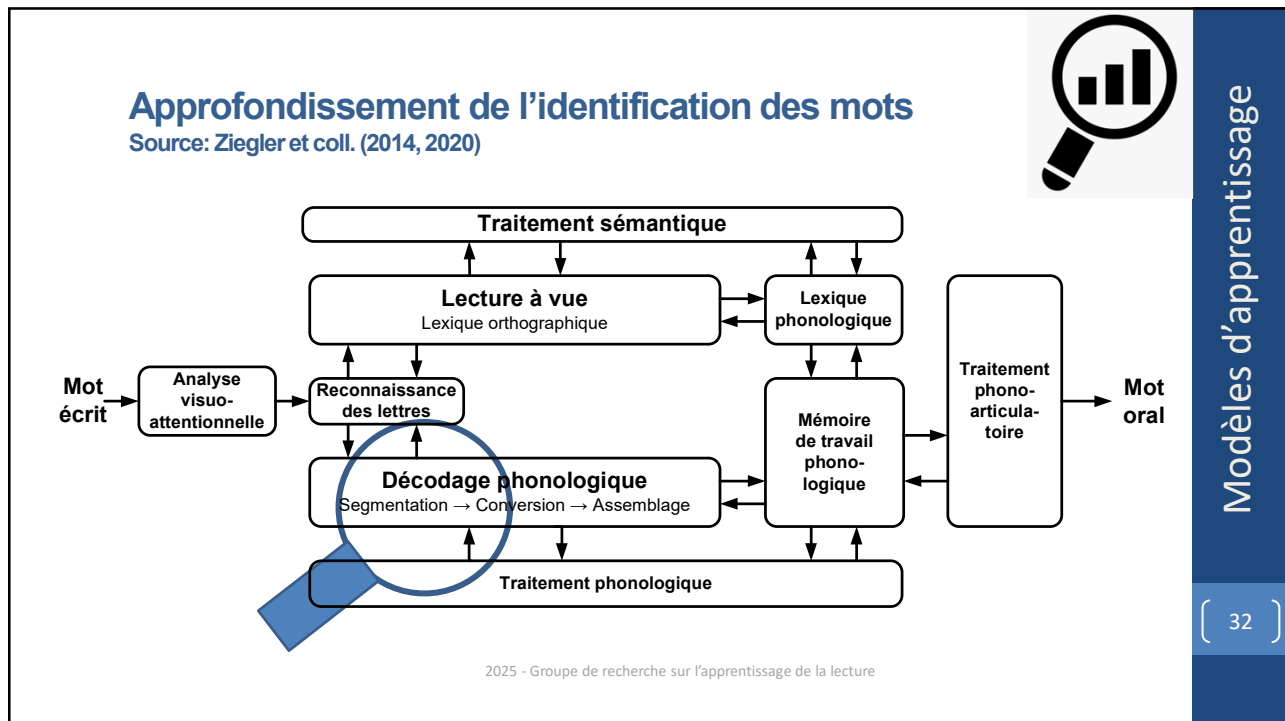 Approfondissement de l’identification des mots
Source: Ziegler et coll. (2014, 2020)
Modèles d’apprentissage
Traitement sémantique
Lecture à vue
Lexique orthographique
Lexique
phonologique
Mot
écrit
Analyse
visuo-
attentionnelle
Reconnaissance
des lettres
Mémoire
de travail
phono-
logique
Traitement
phono-
articula-
toire
Mot
oral
Décodage phonologique
Segmentation → Conversion → Assemblage
Traitement phonologique
32
2025 - Groupe de recherche sur l’apprentissage de la lecture